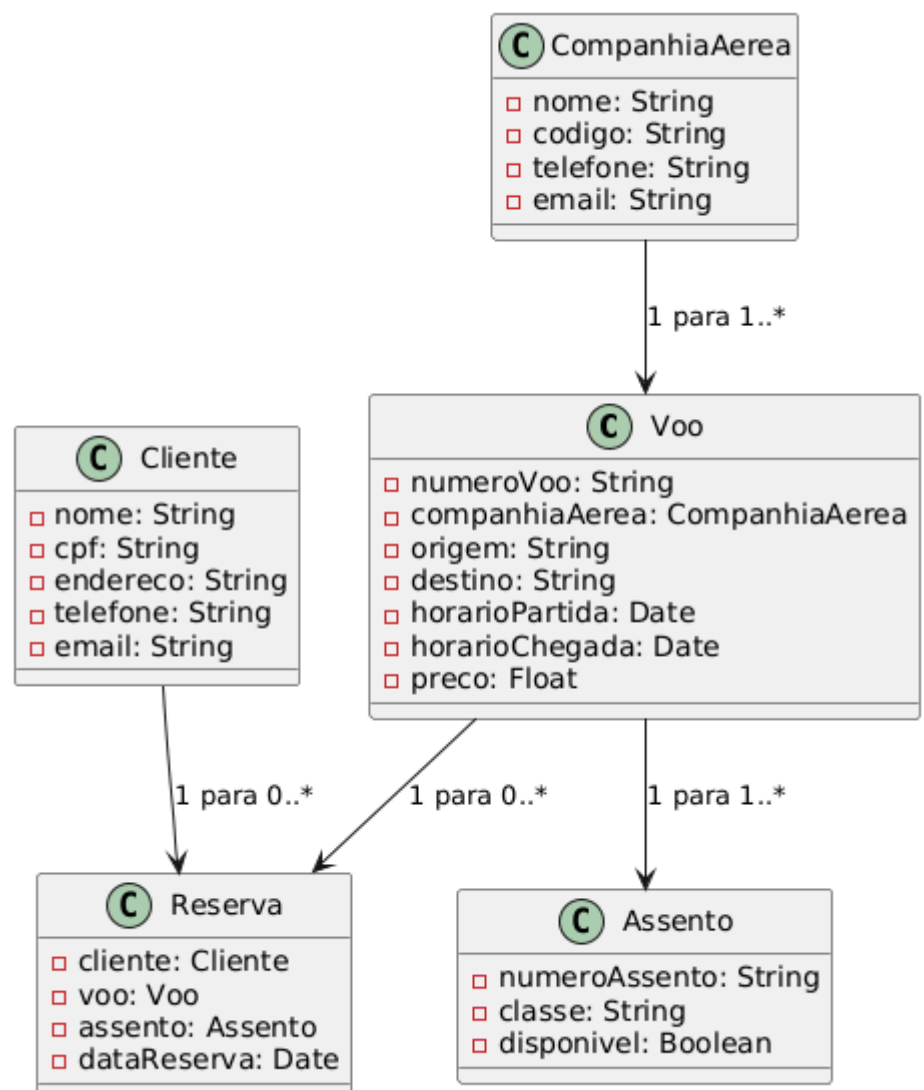 C CompanhiaAerea
nome: String
codigo: String
telefone: String
email: String
1 para 1..*
C Voo
numeroVoo: String
companhiaAerea: CompanhiaAerea
origem: String
destino: String
horarioPartida: Date
horarioChegada: Date
preco: Float
C Cliente
nome: String
cpf: String
endereco: String
telefone: String
email: String
1 para 0..*
1 para 0..*
1 para 1..*
C Reserva
cliente: Cliente
voo: Voo
assento: Assento
dataReserva: Date
C Assento
numeroAssento: String
classe: String
disponivel: Boolean